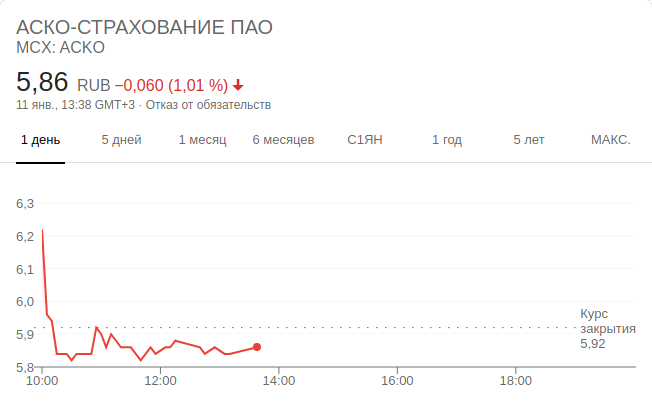 АСКО-СТРАХОВАНИЕ ПАО
MCX: ACKO
5,86 RUB −0,060 (1,01 %)
11 янв., 13:38 GMT+3 · Отказ от обязательств
1 день 5 дней 1 месяц 6 месяцев С1ЯН 1 год 5 лет МАКС.
6,3
6,2
6,1
6,0
5,9
5,8
Курс
закрытия
5,92
10:00 12:00 14:00 16:00 18:00